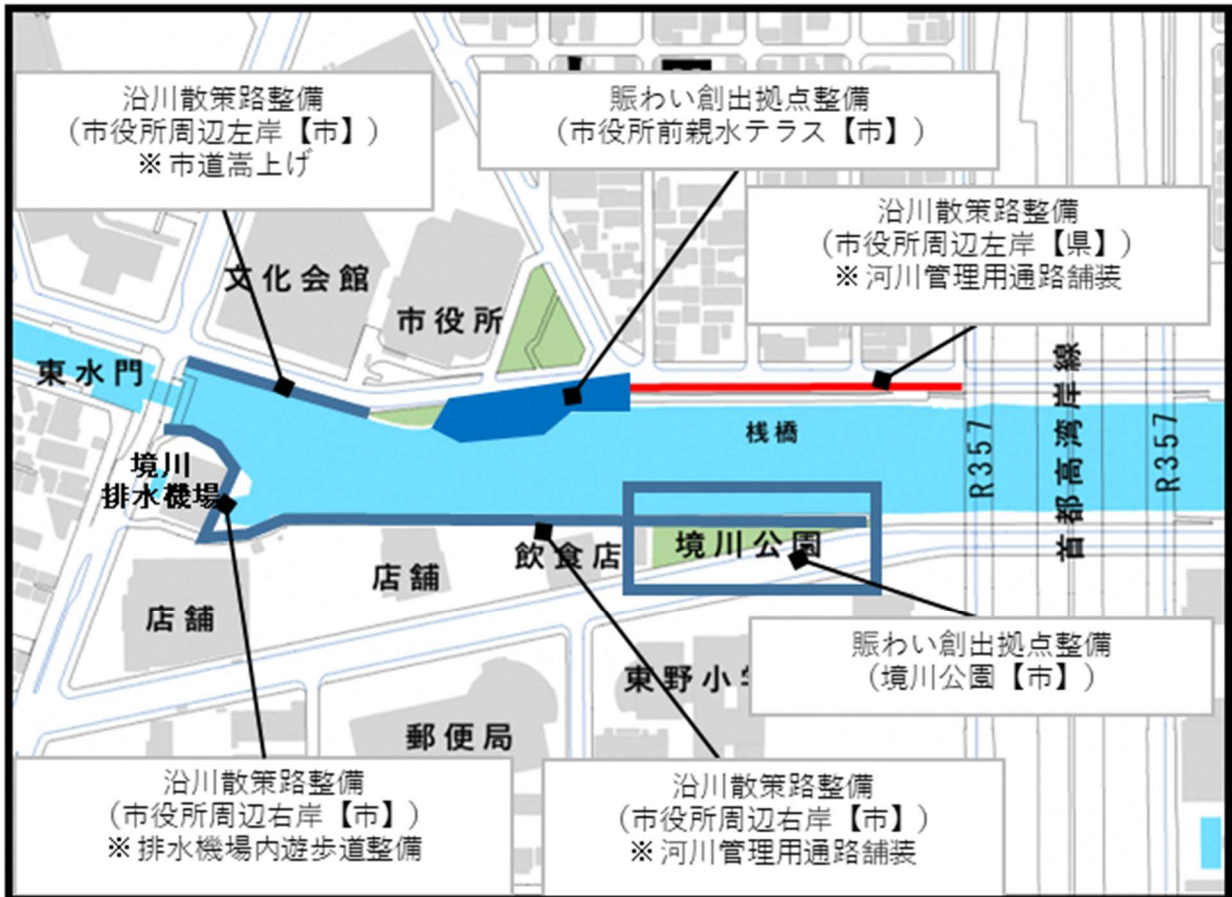 沿川散策路整備
(市役所周辺左岸【市】)
※市道嵩上げ
賑わい創出拠点整備
(市役所前親水テラス【市】)
沿川散策路整備
(市役所周辺左岸【県】)
※河川管理用通路舗装
文化会館
市役所
東水門
桟橋
境川
排水機場
R357
首都高湾岸線
R357
境川公園
飲食店
店舗
店舗
賑わい創出拠点整備
(境川公園【市】)
東野小
郵便局
沿川散策路整備
(市役所周辺右岸【市】)
※排水機場内遊歩道整備
沿川散策路整備
(市役所周辺右岸【市】)
※河川管理用通路舗装